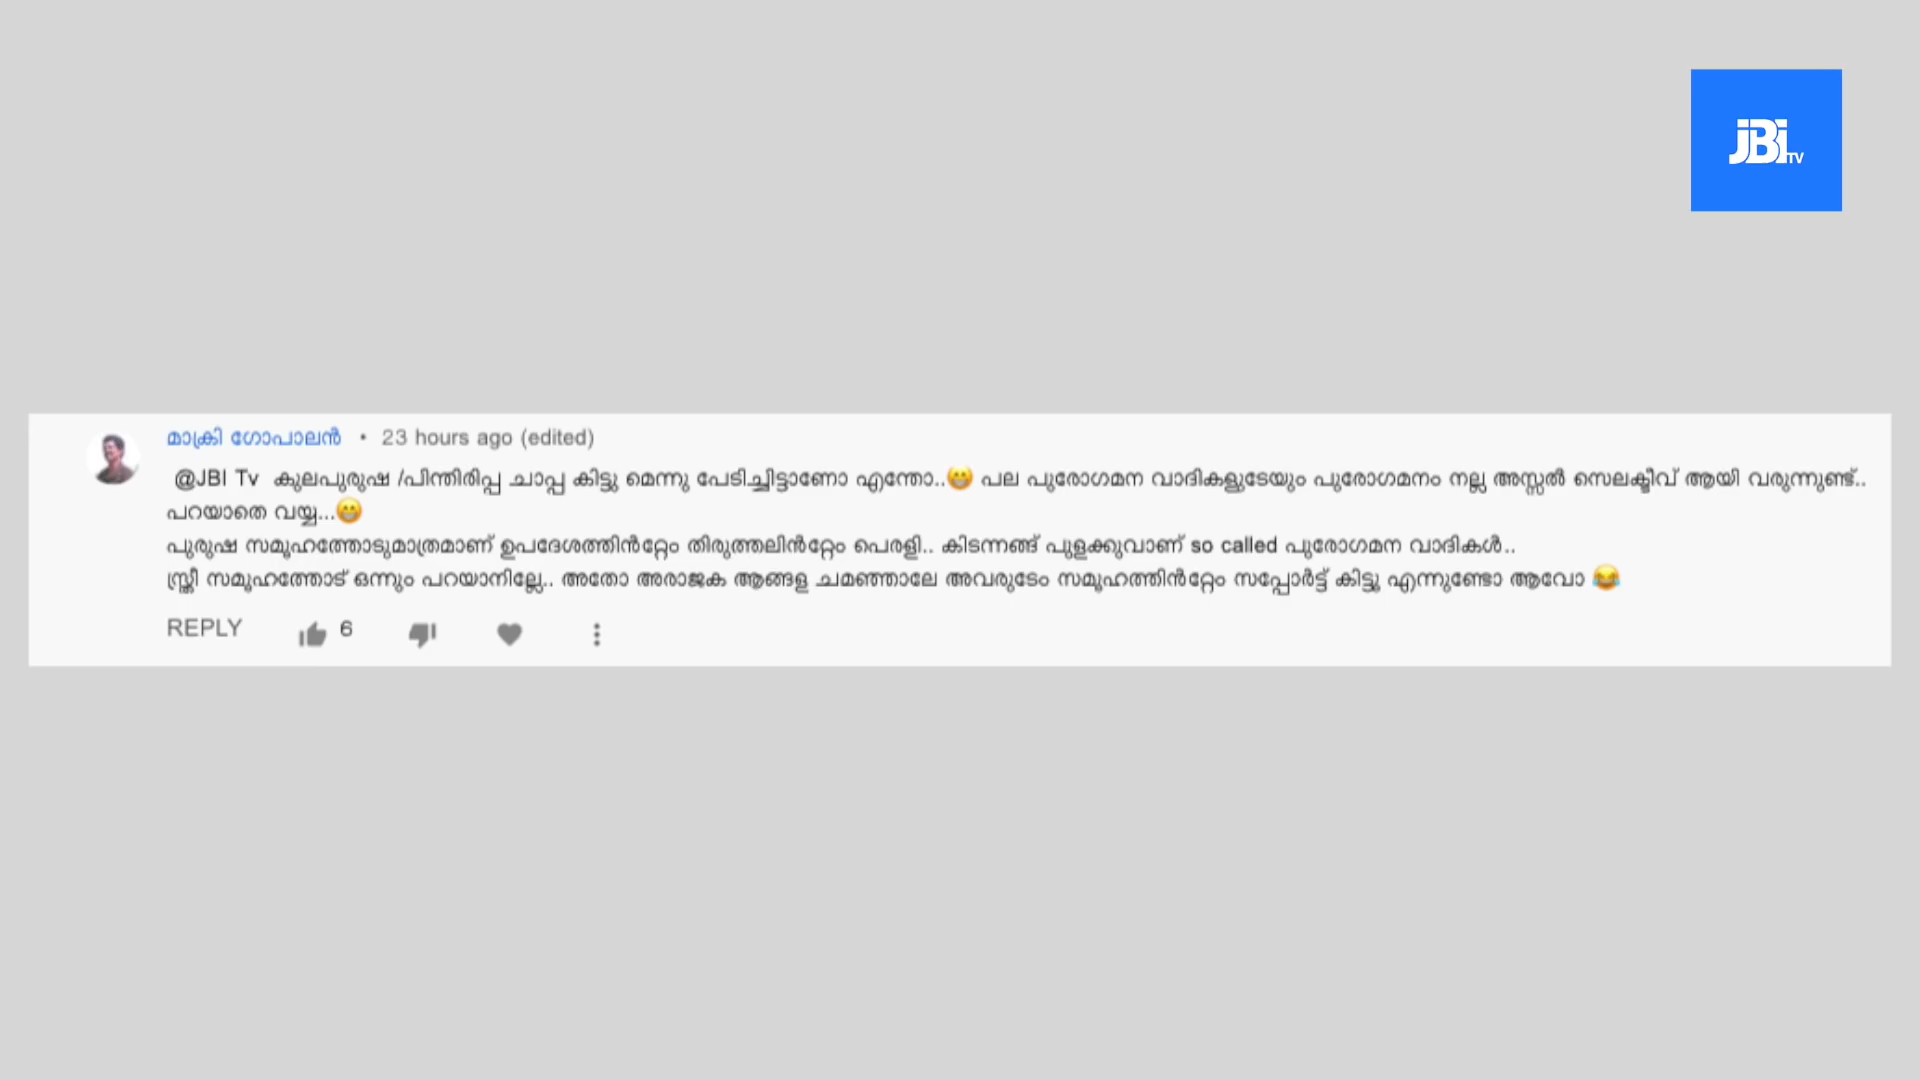 JBI TV
മാക്രി ഗോപാലൻ • 23 hours ago (edited)
@JBI Tv കുലപുരുഷ /പിന്തിരിപ്പ ചാപ്പ കിട്ടു മെന്നു പേടിച്ചിട്ടാണോ എന്തോ..😁 പല പുരോഗമന വാദികളുടേയും പുരോഗമനം നല്ല അസ്സൽ സെലക്ടീവ് ആയി വരുന്നുണ്ട്..
പറയാതെ വയ്യ...😁
പുരുഷ സമൂഹത്തോടുമാത്രമാണ് ഉപദേശത്തിൻറ്റേം തിരുത്തലിൻറ്റേം പെരളി.. കിടന്നങ്ങ് പുളക്കുവാണ് so called പുരോഗമന വാദികൾ..
സ്ത്രീ സമൂഹത്തോട് ഒന്നും പറയാനില്ലേ.. അതോ അരാജക ആങ്ങള ചമഞ്ഞാലേ അവരുടേം സമൂഹത്തിൻറ്റേം സപ്പോർട്ട് കിട്ടൂ എന്നുണ്ടോ ആവോ 😂
REPLY 6